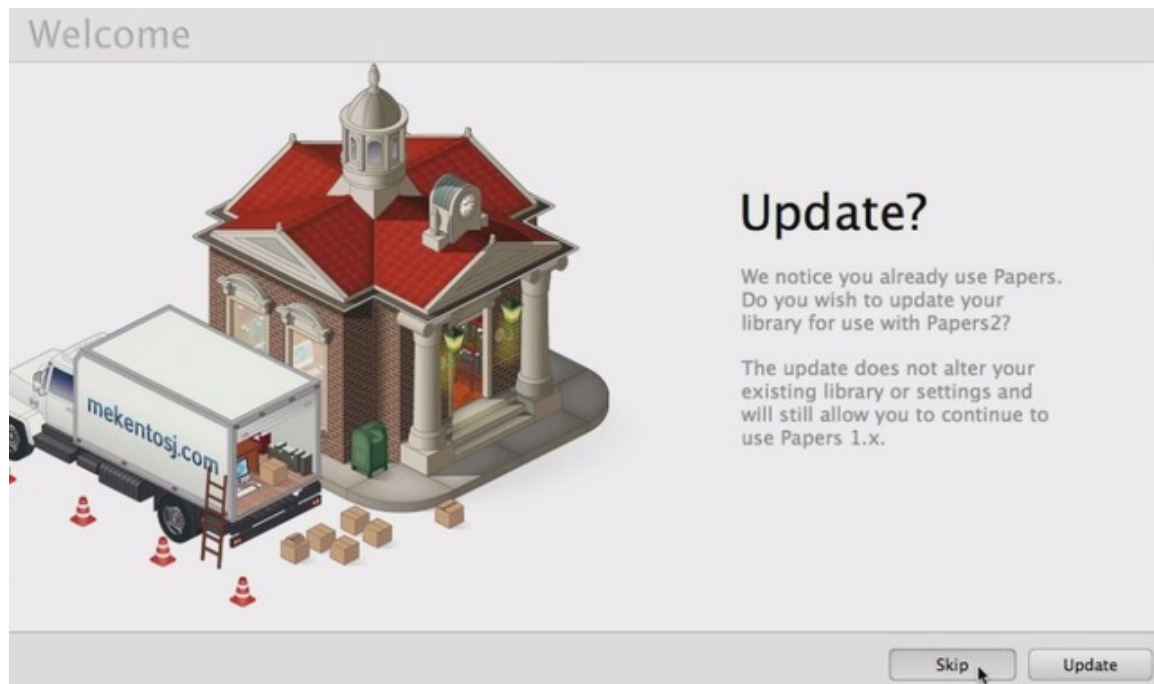 Welcome
mekentosj.com
Update?
We notice you already use Papers.
Do you wish to update your
library for use with Papers2?
The update does not alter your
existing library or settings and
will still allow you to continue to
use Papers 1.x.
Skip
Update